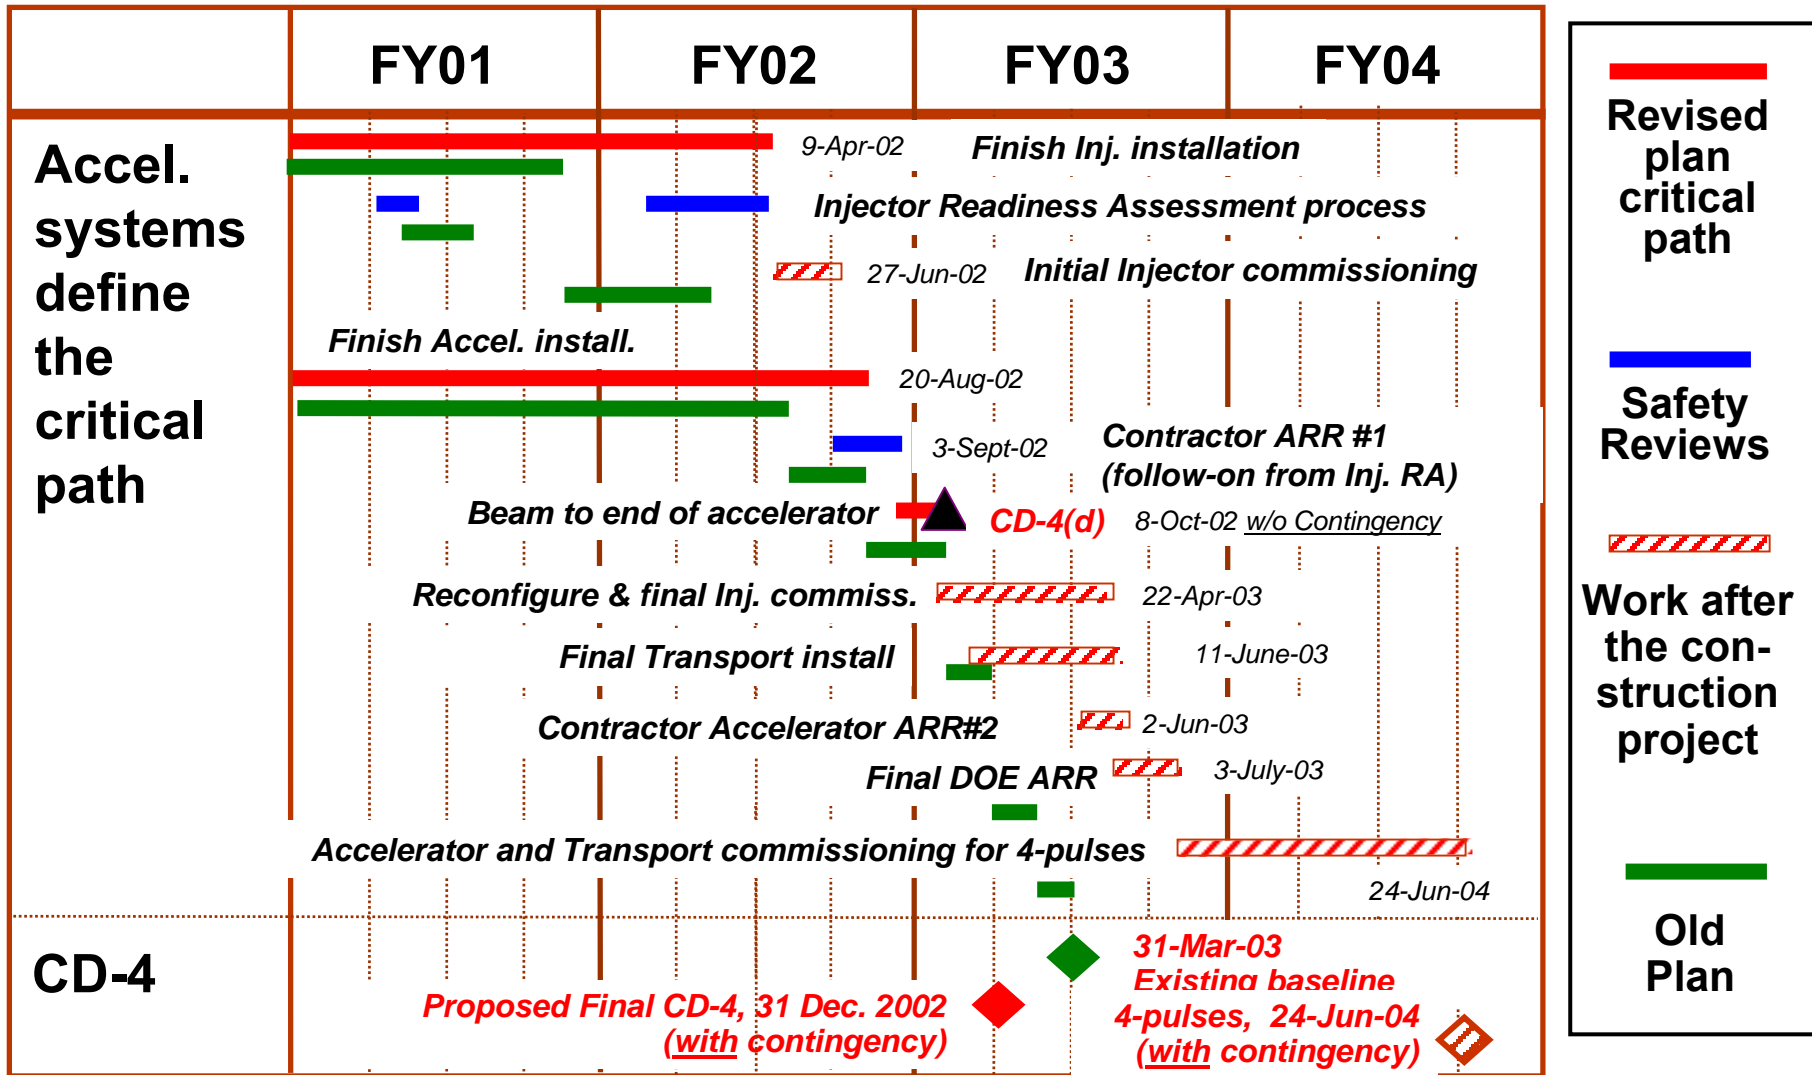 FY01 FY02 FY03 FY04
Accel.
systems
define
the
critical
path
9-Apr-02 Finish Inj. installation
Injector Readiness Assessment process
27-Jun-02 Initial Injector commissioning
Finish Accel. install.
20-Aug-02
3-Sept-02
Contractor ARR #1
(follow-on from Inj. RA)
Beam to end of accelerator
CD-4(d) 8-Oct-02 w/o Contingency
Reconfigure & final Inj. commiss. 22-Apr-03
Final Transport install 11-June-03
Contractor Accelerator ARR#2 2-Jun-03
Final DOE ARR 3-July-03
Accelerator and Transport commissioning for 4-pulses
24-Jun-04
CD-4
31-Mar-03
Existing baseline
Proposed Final CD-4, 31 Dec. 2002
(with contingency)
4-pulses, 24-Jun-04
(with contingency)
Revised
plan
critical
path
Safety
Reviews
Work after
the con-
struction
project
Old
Plan